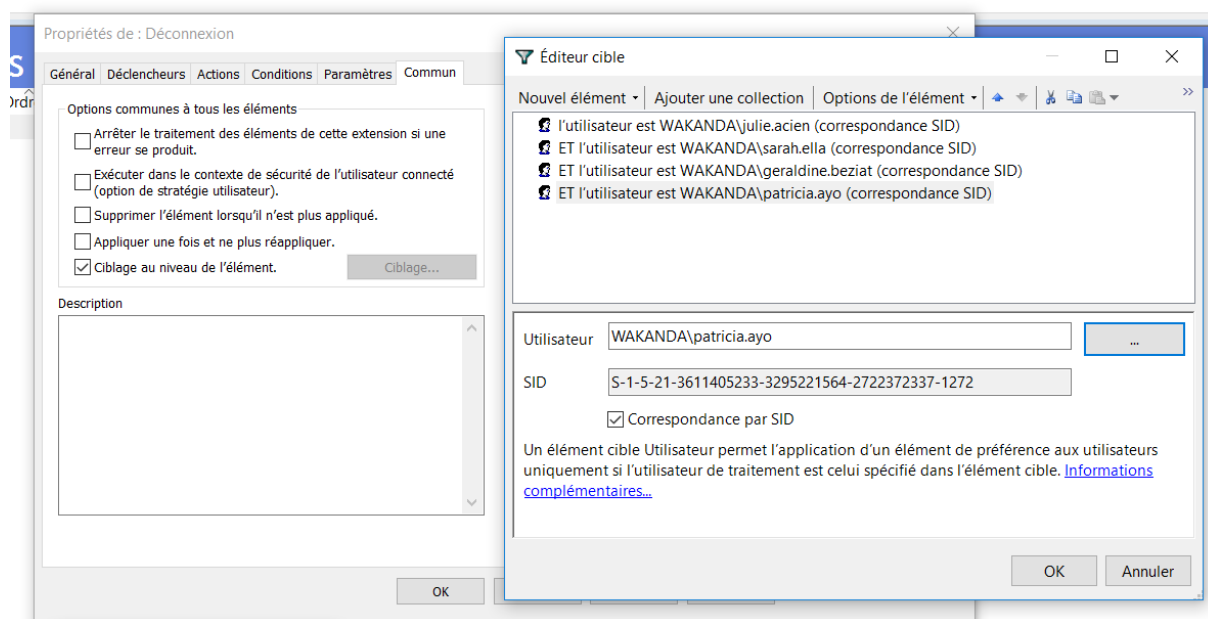 Propriétés de : Déconnexion
S
Ordr
Général Déclencheurs Actions Conditions Paramètres Commun
Options communes à tous les éléments
Arrêter le traitement des éléments de cette extension si une
erreur se produit.
Exécuter dans le contexte de sécurité de l'utilisateur connecté
(option de stratégie utilisateur).
Supprimer l'élément lorsqu'il n'est plus appliqué.
Appliquer une fois et ne plus réappliquer.
Ciblage au niveau de l'élément. Ciblage...
Description
OK
Éditeur cible
Nouvel élément Ajouter une collection Options de l'élément »
l'utilisateur est WAKANDA\julie.acien (correspondance SID)
ET l'utilisateur est WAKANDA\sarah.ella (correspondance SID)
ET l'utilisateur est WAKANDA\geraldine.beziat (correspondance SID)
ET l'utilisateur est WAKANDA\patricia.ayo (correspondance SID)
Utilisateur WAKANDA\patricia.ayo ...
SID S-1-5-21-3611405233-3295221564-2722372337-1272
Correspondance par SID
Un élément cible Utilisateur permet l'application d'un élément de préférence aux utilisateurs
uniquement si l'utilisateur de traitement est celui spécifié dans l'élément cible. Informations
complémentaires...
OK Annuler